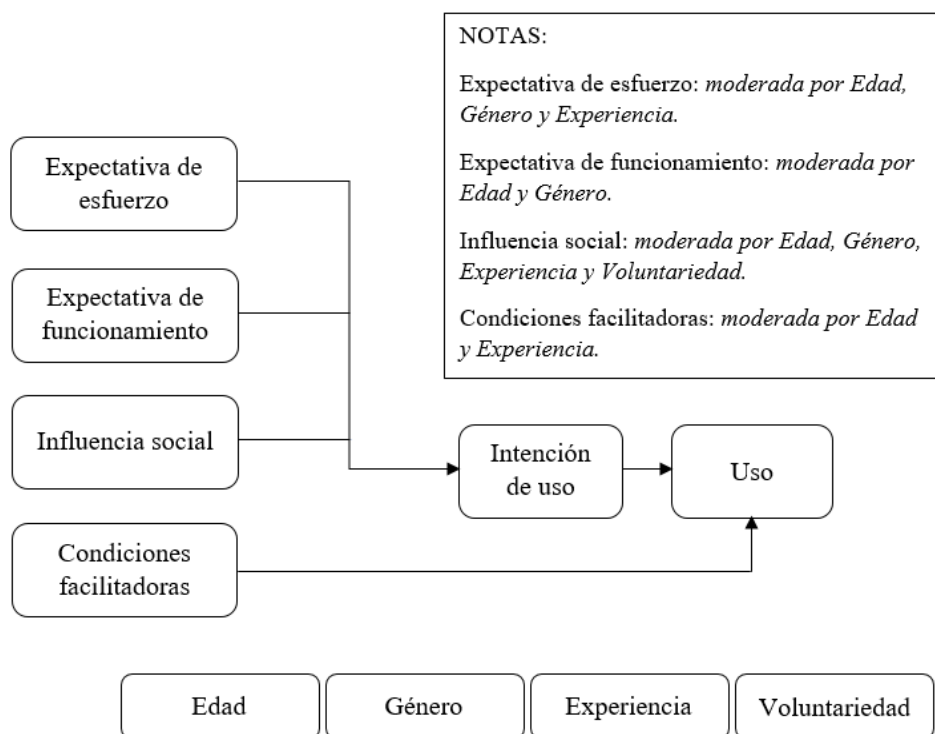 NOTAS:
Expectativa de esfuerzo: moderada por Edad,
Género y Experiencia.
Expectativa de funcionamiento: moderada por
Edad y Género.
Influencia social: moderada por Edad, Género,
Experiencia y Voluntariedad.
Condiciones facilitadoras: moderada por Edad
y Experiencia.
Expectativa de
esfuerzo
Expectativa de
funcionamiento
Influencia social
Intención
de uso
Uso
Condiciones
facilitadoras
Edad
Género
Experiencia
Voluntariedad